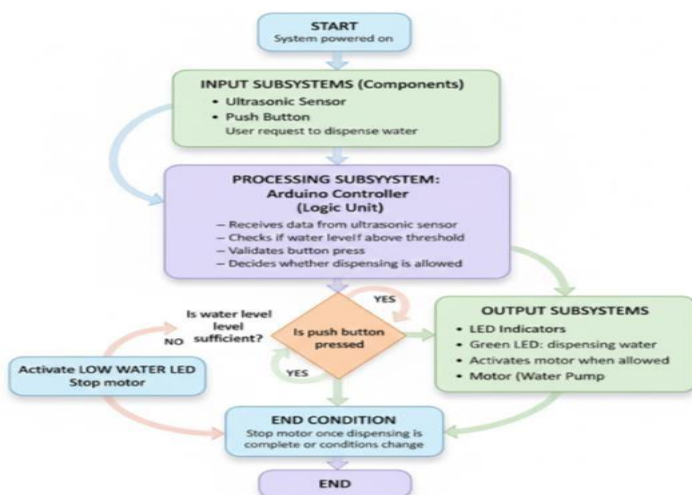 START
System powered on
INPUT SUBSYSTEMS (Components)
• Ultrasonic Sensor
• Push Button
User request to dispense water
PROCESSING SUBSYYSTEM:
Arduino Controller
(Logic Unit)
– Receives data from ultrasonic sensor
– Checks if water level f above threshold
– Validates button press
– Decides whether dispensing is allowed
Is water level
level
sufficient?
NO
YES
Is push button
pressed
YES
OUTPUT SUBSYSTEMS
• LED Indicators
• Green LED: dispensing water
• Activates motor when allowed
• Motor (Water Pump
Activate LOW WATER LED
Stop motor
END CONDITION
Stop motor once dispensing is
complete or conditions change
END